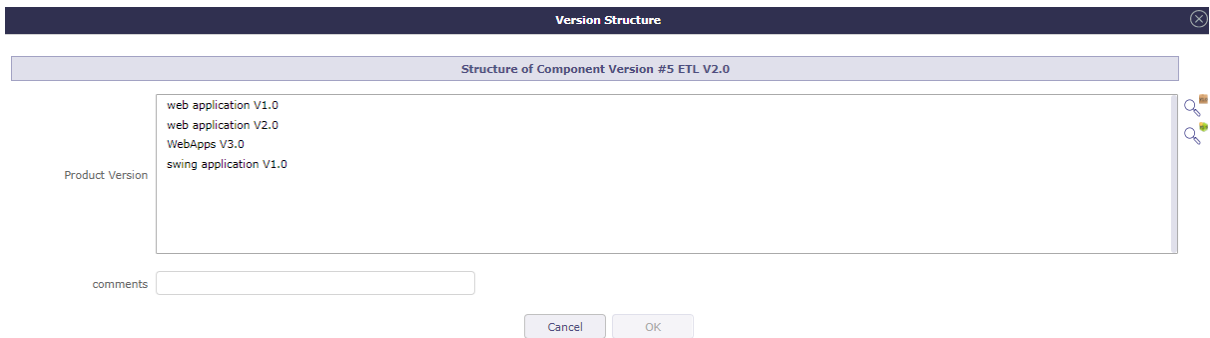 Version Structure
Structure of Component Version #5 ETL V2.0
web application V1.0
web application V2.0
WebApps V3.0
swing application V1.0
Product Version
comments
Cancel
OK